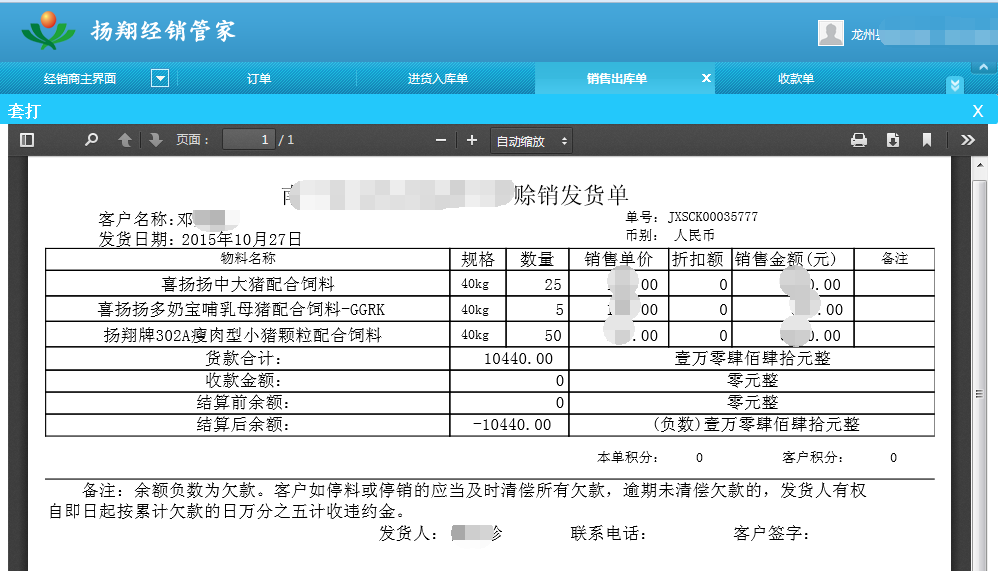 扬翔经销管家
龙州县
经销商主界面 订单 进货入库单 销售出库单 X 收款单
套打 X
页面： 1 / 1 自动缩放
赊销发货单
客户名称：邓 单号： JXSCK00035777
发货日期：2015年10月27日 币别： 人民币
物料名称 规格 数量 销售单价 折扣额 销售金额(元) 备注
喜扬扬中大猪配合饲料 40kg 25 .00 0 0.00
喜扬扬多奶宝哺乳母猪配合饲料-GGRK 40kg 5 .00 0 .00
扬翔牌302A瘦肉型小猪颗粒配合饲料 40kg 50 .00 0 0.00
货款合计： 10440.00 壹万零肆佰肆拾元整
收款金额： 0 零元整
结算前余额： 0 零元整
结算后余额： -10440.00 (负数)壹万零肆佰肆拾元整
本单积分： 0 客户积分： 0
备注：余额负数为欠款。客户如停料或停销的应当及时清偿所有欠款，逾期未清偿欠款的，发货人有权
自即日起按累计欠款的日万分之五计收违约金。
发货人： 珍 联系电话： 客户签字：